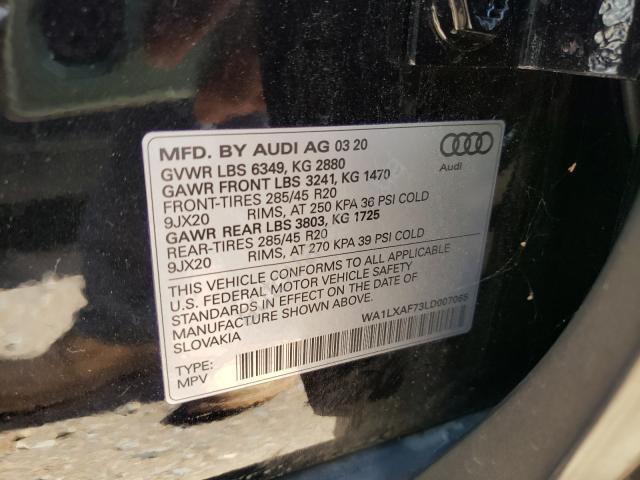 MFD. BY AUDI AG 03 20
GVWR LBS 6349, KG 2880
GAWR FRONT LBS 3241, KG 1470
FRONT-TIRES 285/45 R20
9JX20 RIMS, AT 250 KPA 36 PSI COLD
GAWR REAR LBS 3803, KG 1725
REAR-TIRES 285/45 R20
9JX20 RIMS, AT 270 KPA 39 PSI COLD
Audi
THIS VEHICLE CONFORMS TO ALL APPLICABLE
U.S. FEDERAL MOTOR VEHICLE SAFETY
STANDARDS IN EFFECT ON THE DATE OF
MANUFACTURE SHOWN ABOVE.
SLOVAKIA
WA1LXAF73LD007065
TYPE:
MPV